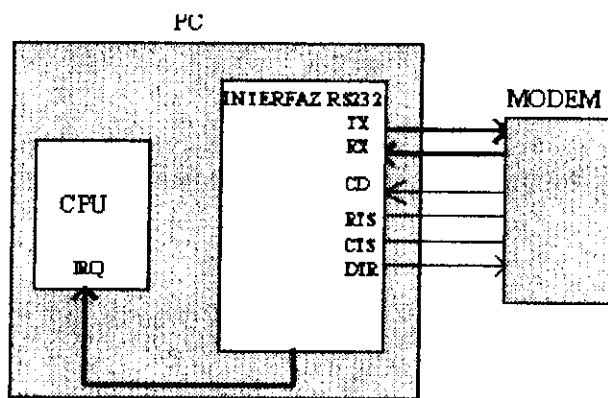 PC
INTERFAZ RS232
MODEM
TX
RX
CD
RTS
CTS
DTR
CPU
IRQ